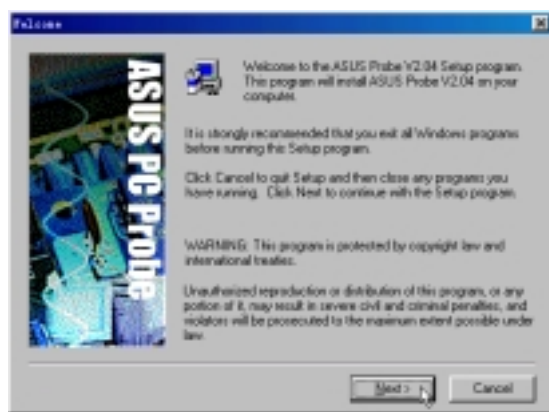 Welcome
ASUS PC Probe
Welcome to the ASUS Probe V2.04 Setup program.
This program will install ASUS Probe V2.04 on your
computer.
It is strongly recommended that you exit all Windows programs
before running this Setup program.
Click Cancel to quit Setup and then close any programs you
have running. Click Next to continue with the Setup program.
WARNING: This program is protected by copyright law and
international treaties.
Unauthorized reproduction or distribution of this program, or any
portion of it, may result in severe civil and criminal penalties, and
violators will be prosecuted to the maximum extent possible under
law.
Next >
Cancel